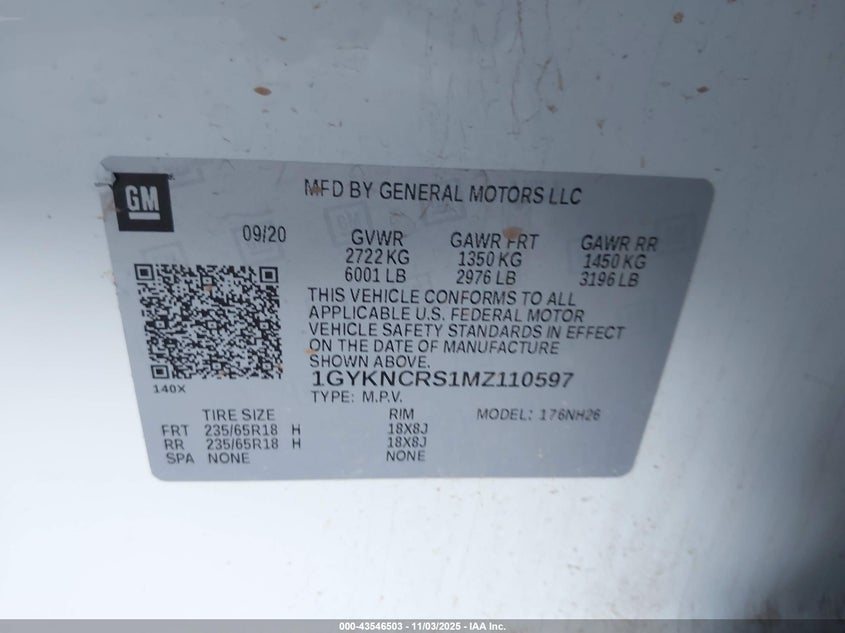 GM
MFD BY GENERAL MOTORS LLC
09/20
GVWR GAWR FRT GAWR RR
2722 KG 1350 KG 1450 KG
6001 LB 2976 LB 3196 LB
THIS VEHICLE CONFORMS TO ALL
APPLICABLE U.S. FEDERAL MOTOR
VEHICLE SAFETY STANDARDS IN EFFECT
ON THE DATE OF MANUFACTURE
SHOWN ABOVE.
1GYKNCRS1MZ110597
140X
TYPE: M.P.V.
TIRE SIZE RIM MODEL: 176NH26
FRT 235/65R18 H 18X8J
RR 235/65R18 H 18X8J
SPA NONE NONE
000-43546503 - 11/03/2025 - IAA Inc.